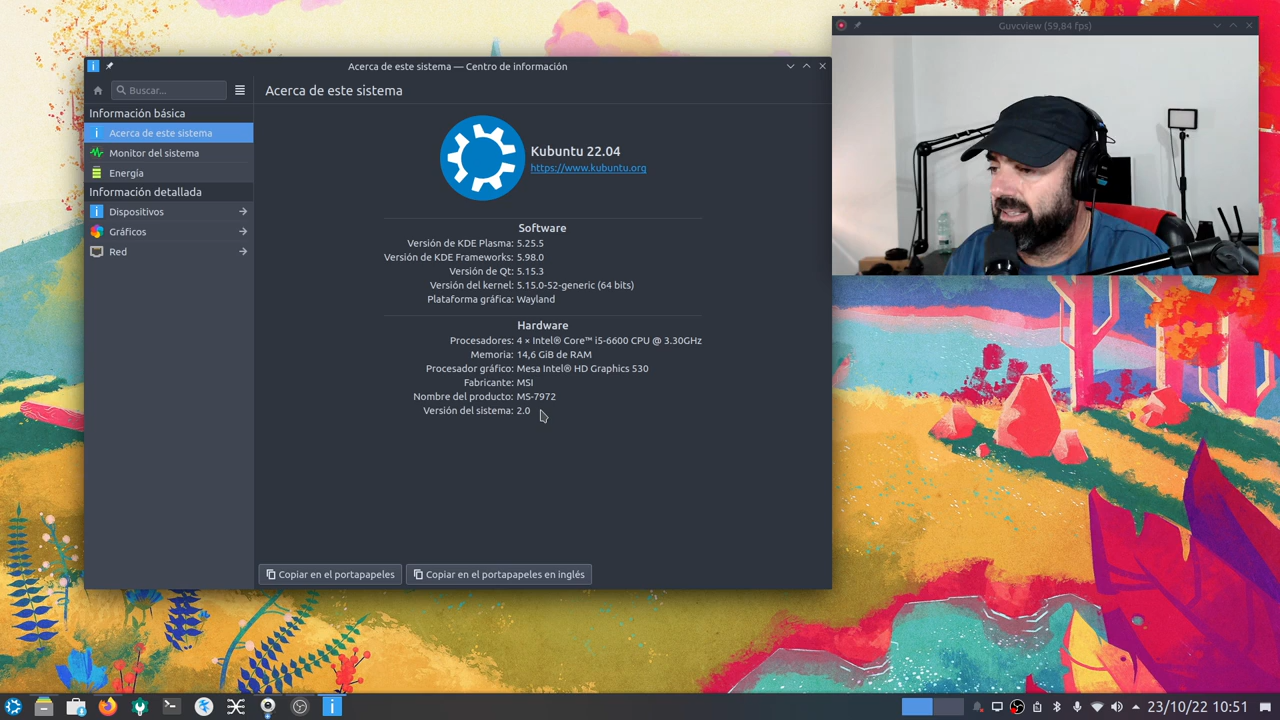 Guvcview (59,84 fps)
Acerca de este sistema — Centro de información
Buscar...
Acerca de este sistema
Información básica
Acerca de este sistema
Monitor del sistema
Energía
Información detallada
Dispositivos
Gráficos
Red
Kubuntu 22.04
https://www.kubuntu.org
Software
Versión de KDE Plasma: 5.25.5
Versión de KDE Frameworks: 5.98.0
Versión de Qt: 5.15.3
Versión del kernel: 5.15.0-52-generic (64 bits)
Plataforma gráfica: Wayland
Hardware
Procesadores: 4 × Intel® Core™ i5-6600 CPU @ 3.30GHz
Memoria: 14,6 GiB de RAM
Procesador gráfico: Mesa Intel® HD Graphics 530
Fabricante: MSI
Nombre del producto: MS-7972
Versión del sistema: 2.0
Copiar en el portapapeles
Copiar en el portapapeles en inglés
23/10/22 10:51